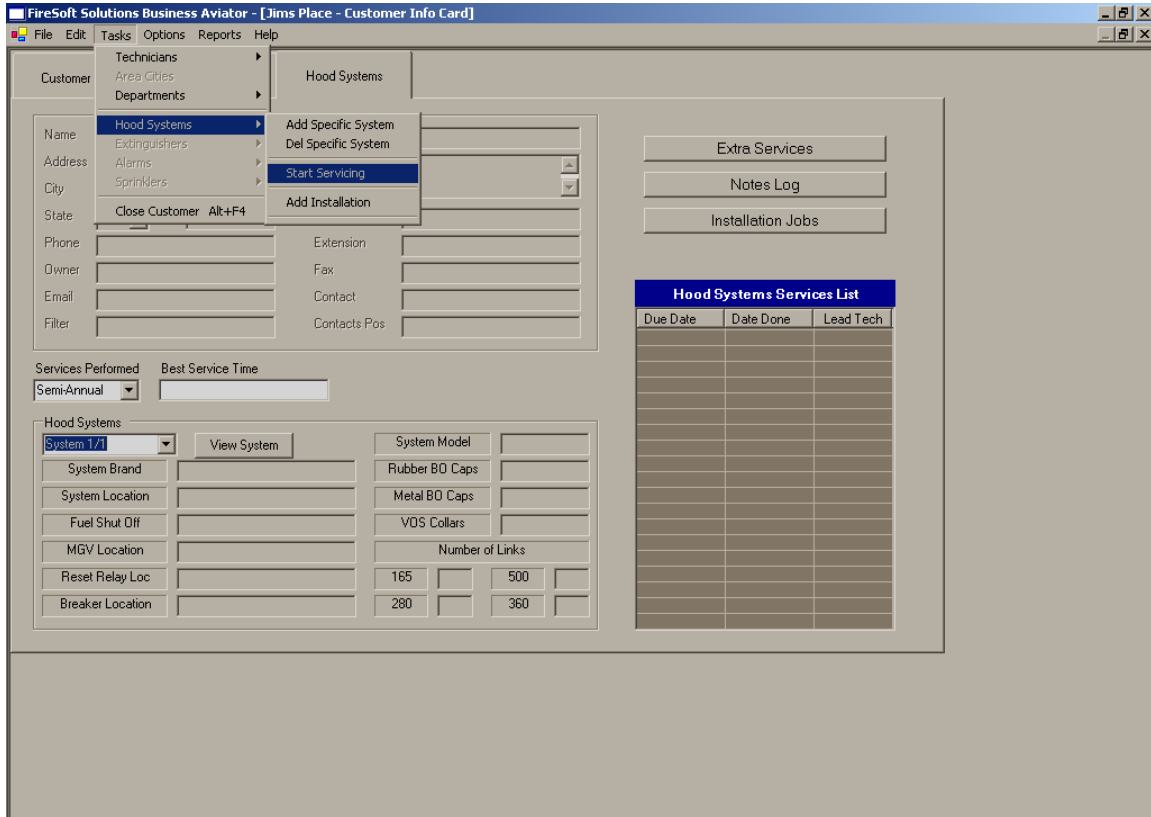 FireSoft Solutions Business Aviator - [Jims Place - Customer Info Card]
File Edit Tasks Options Reports Help
Technicians
Area Cities
Departments
Hood Systems
Extinguishers
Alarms
Sprinklers
Close Customer Alt+F4
Add Specific System
Del Specific System
Start Servicing
Add Installation
Customer
Hood Systems
Name
Address
City
State
Phone
Owner
Email
Filter
Extension
Fax
Contact
Contacts Pos
Extra Services
Notes Log
Installation Jobs
Services Performed Best Service Time
Semi-Annual
Hood Systems
System 1/1 View System
System Brand
System Location
Fuel Shut Off
MGV Location
Reset Relay Loc
Breaker Location
System Model
Rubber BO Caps
Metal BO Caps
VOS Collars
Number of Links
165 500
280 360
Hood Systems Services List
Due Date Date Done Lead Tech